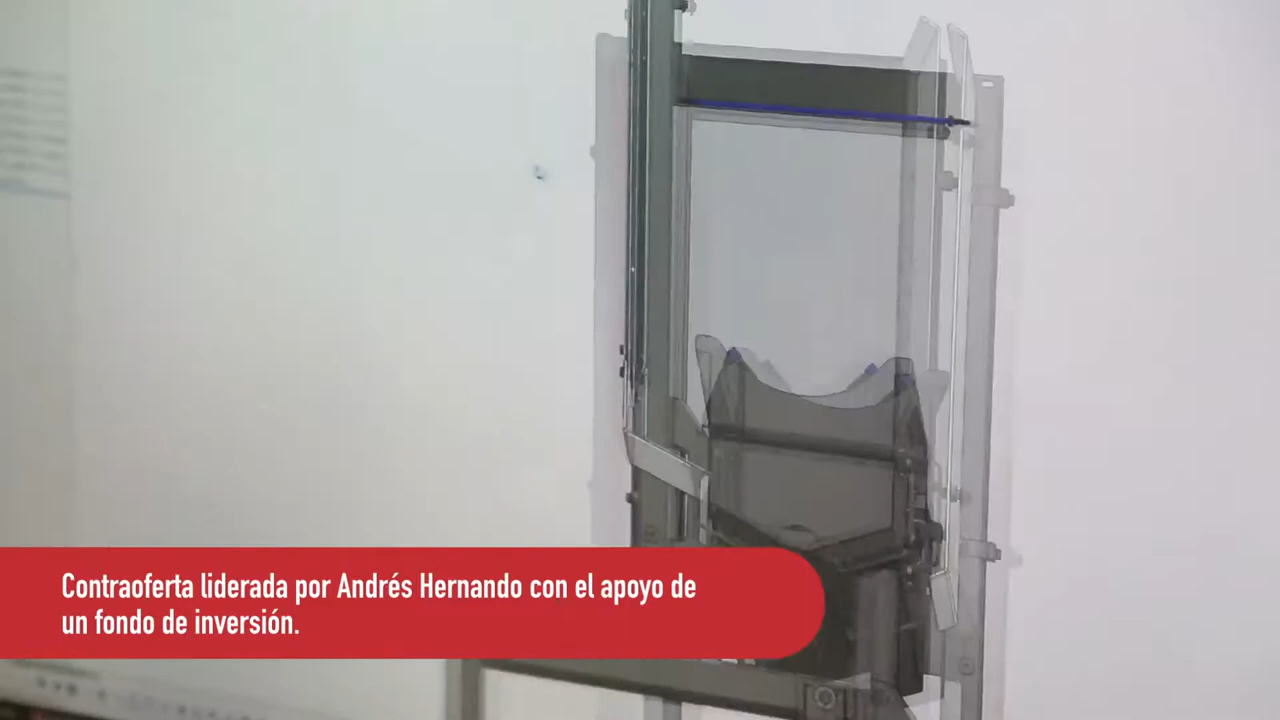 Contraoferta liderada por Andrés Hernando con el apoyo de
un fondo de inversión.